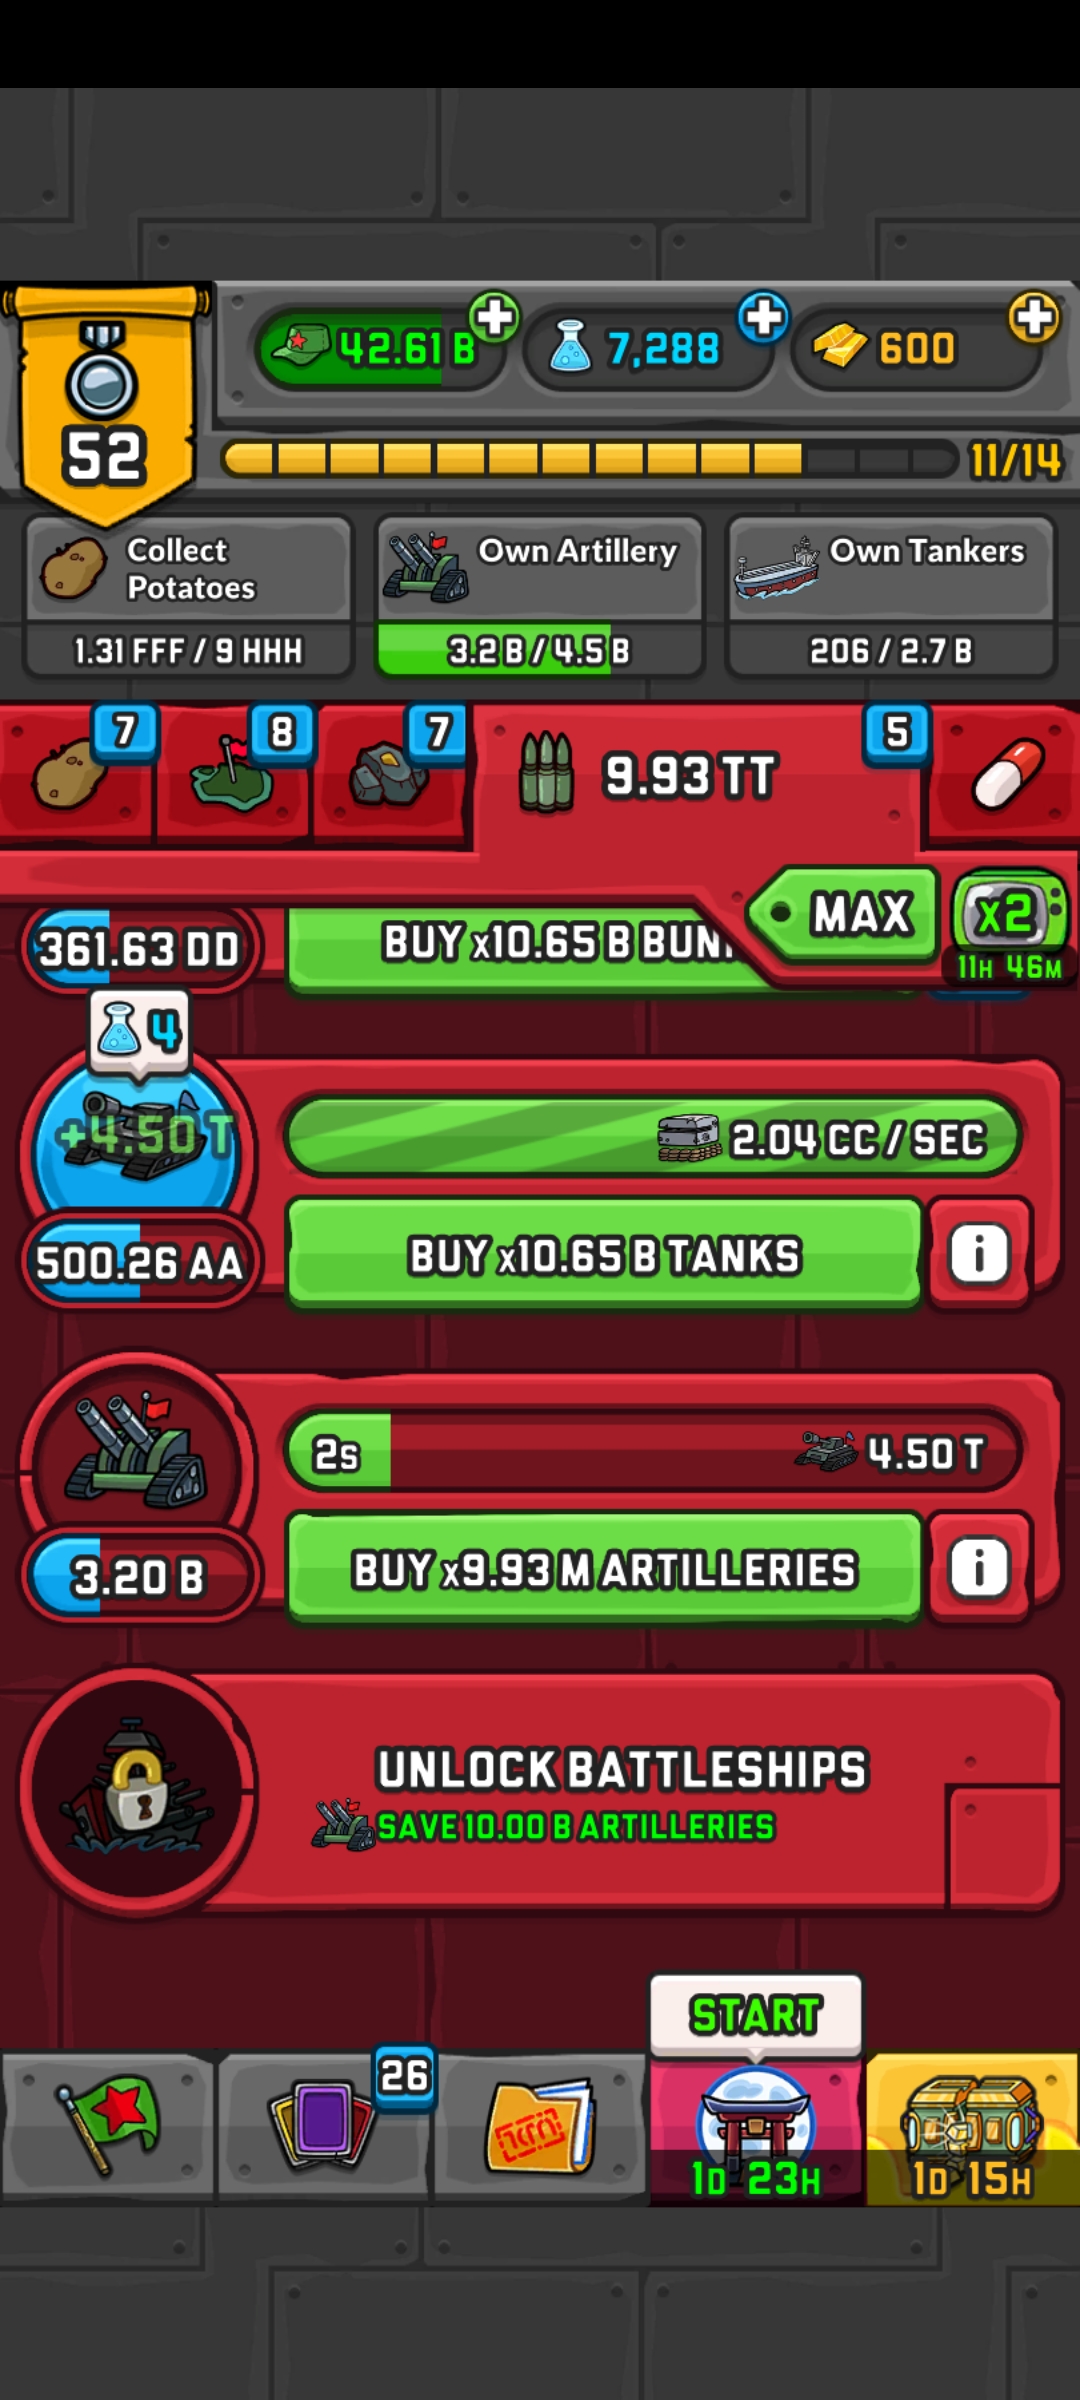 42.61 B
7,288
600
52
11/14
Collect
Potatoes
1.31 FFF / 9 HHH
Own Artillery
3.2 B / 4.5 B
Own Tankers
206 / 2.7 B
7
8
7
9.93 TT
5
MAX
x2
11H 46M
361.63 DD
BUY x10.65 B
4
+4.50 T
2.04 CC / SEC
500.26 AA
BUY x10.65 B TANKS
i
2s
4.50 T
3.20 B
BUY x9.93 M ARTILLERIES
i
UNLOCK BATTLESHIPS
SAVE 10.00 B ARTILLERIES
START
26
1D 23H
1D 15H